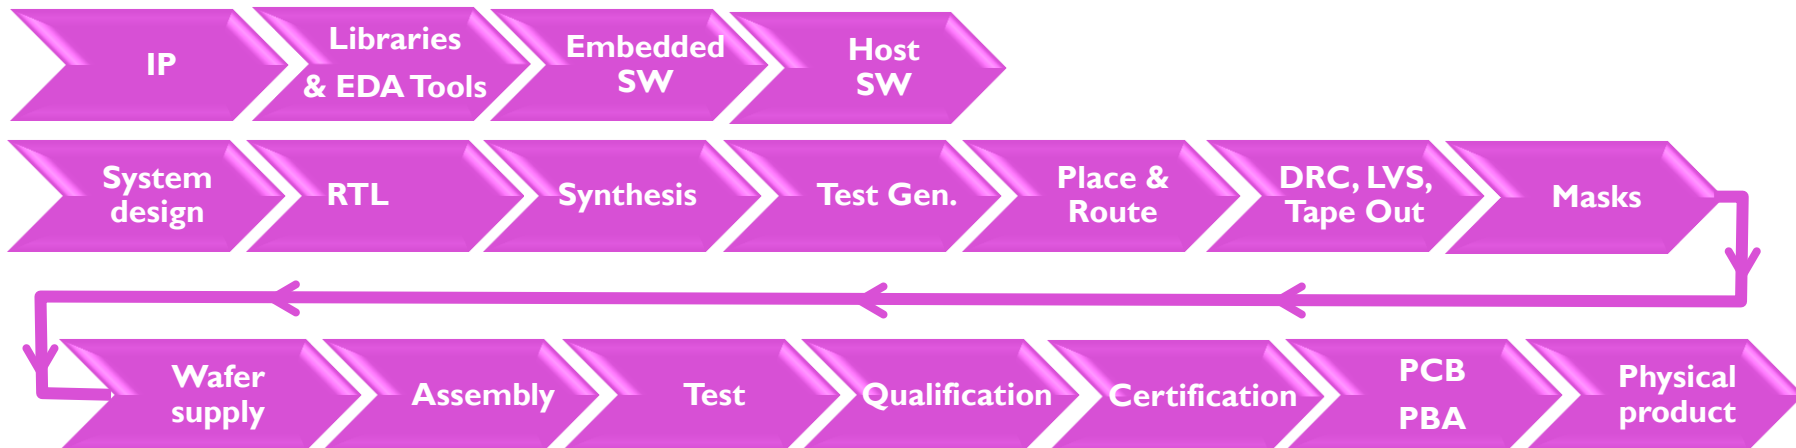 IP
Libraries
& EDA Tools
Embedded
SW
Host
SW
System
design
RTL
Synthesis
Test Gen.
Place &
Route
DRC, LVS,
Tape Out
Masks
Wafer
supply
Assembly
Test
Qualification
Certification
PCB
PBA
Physical
product